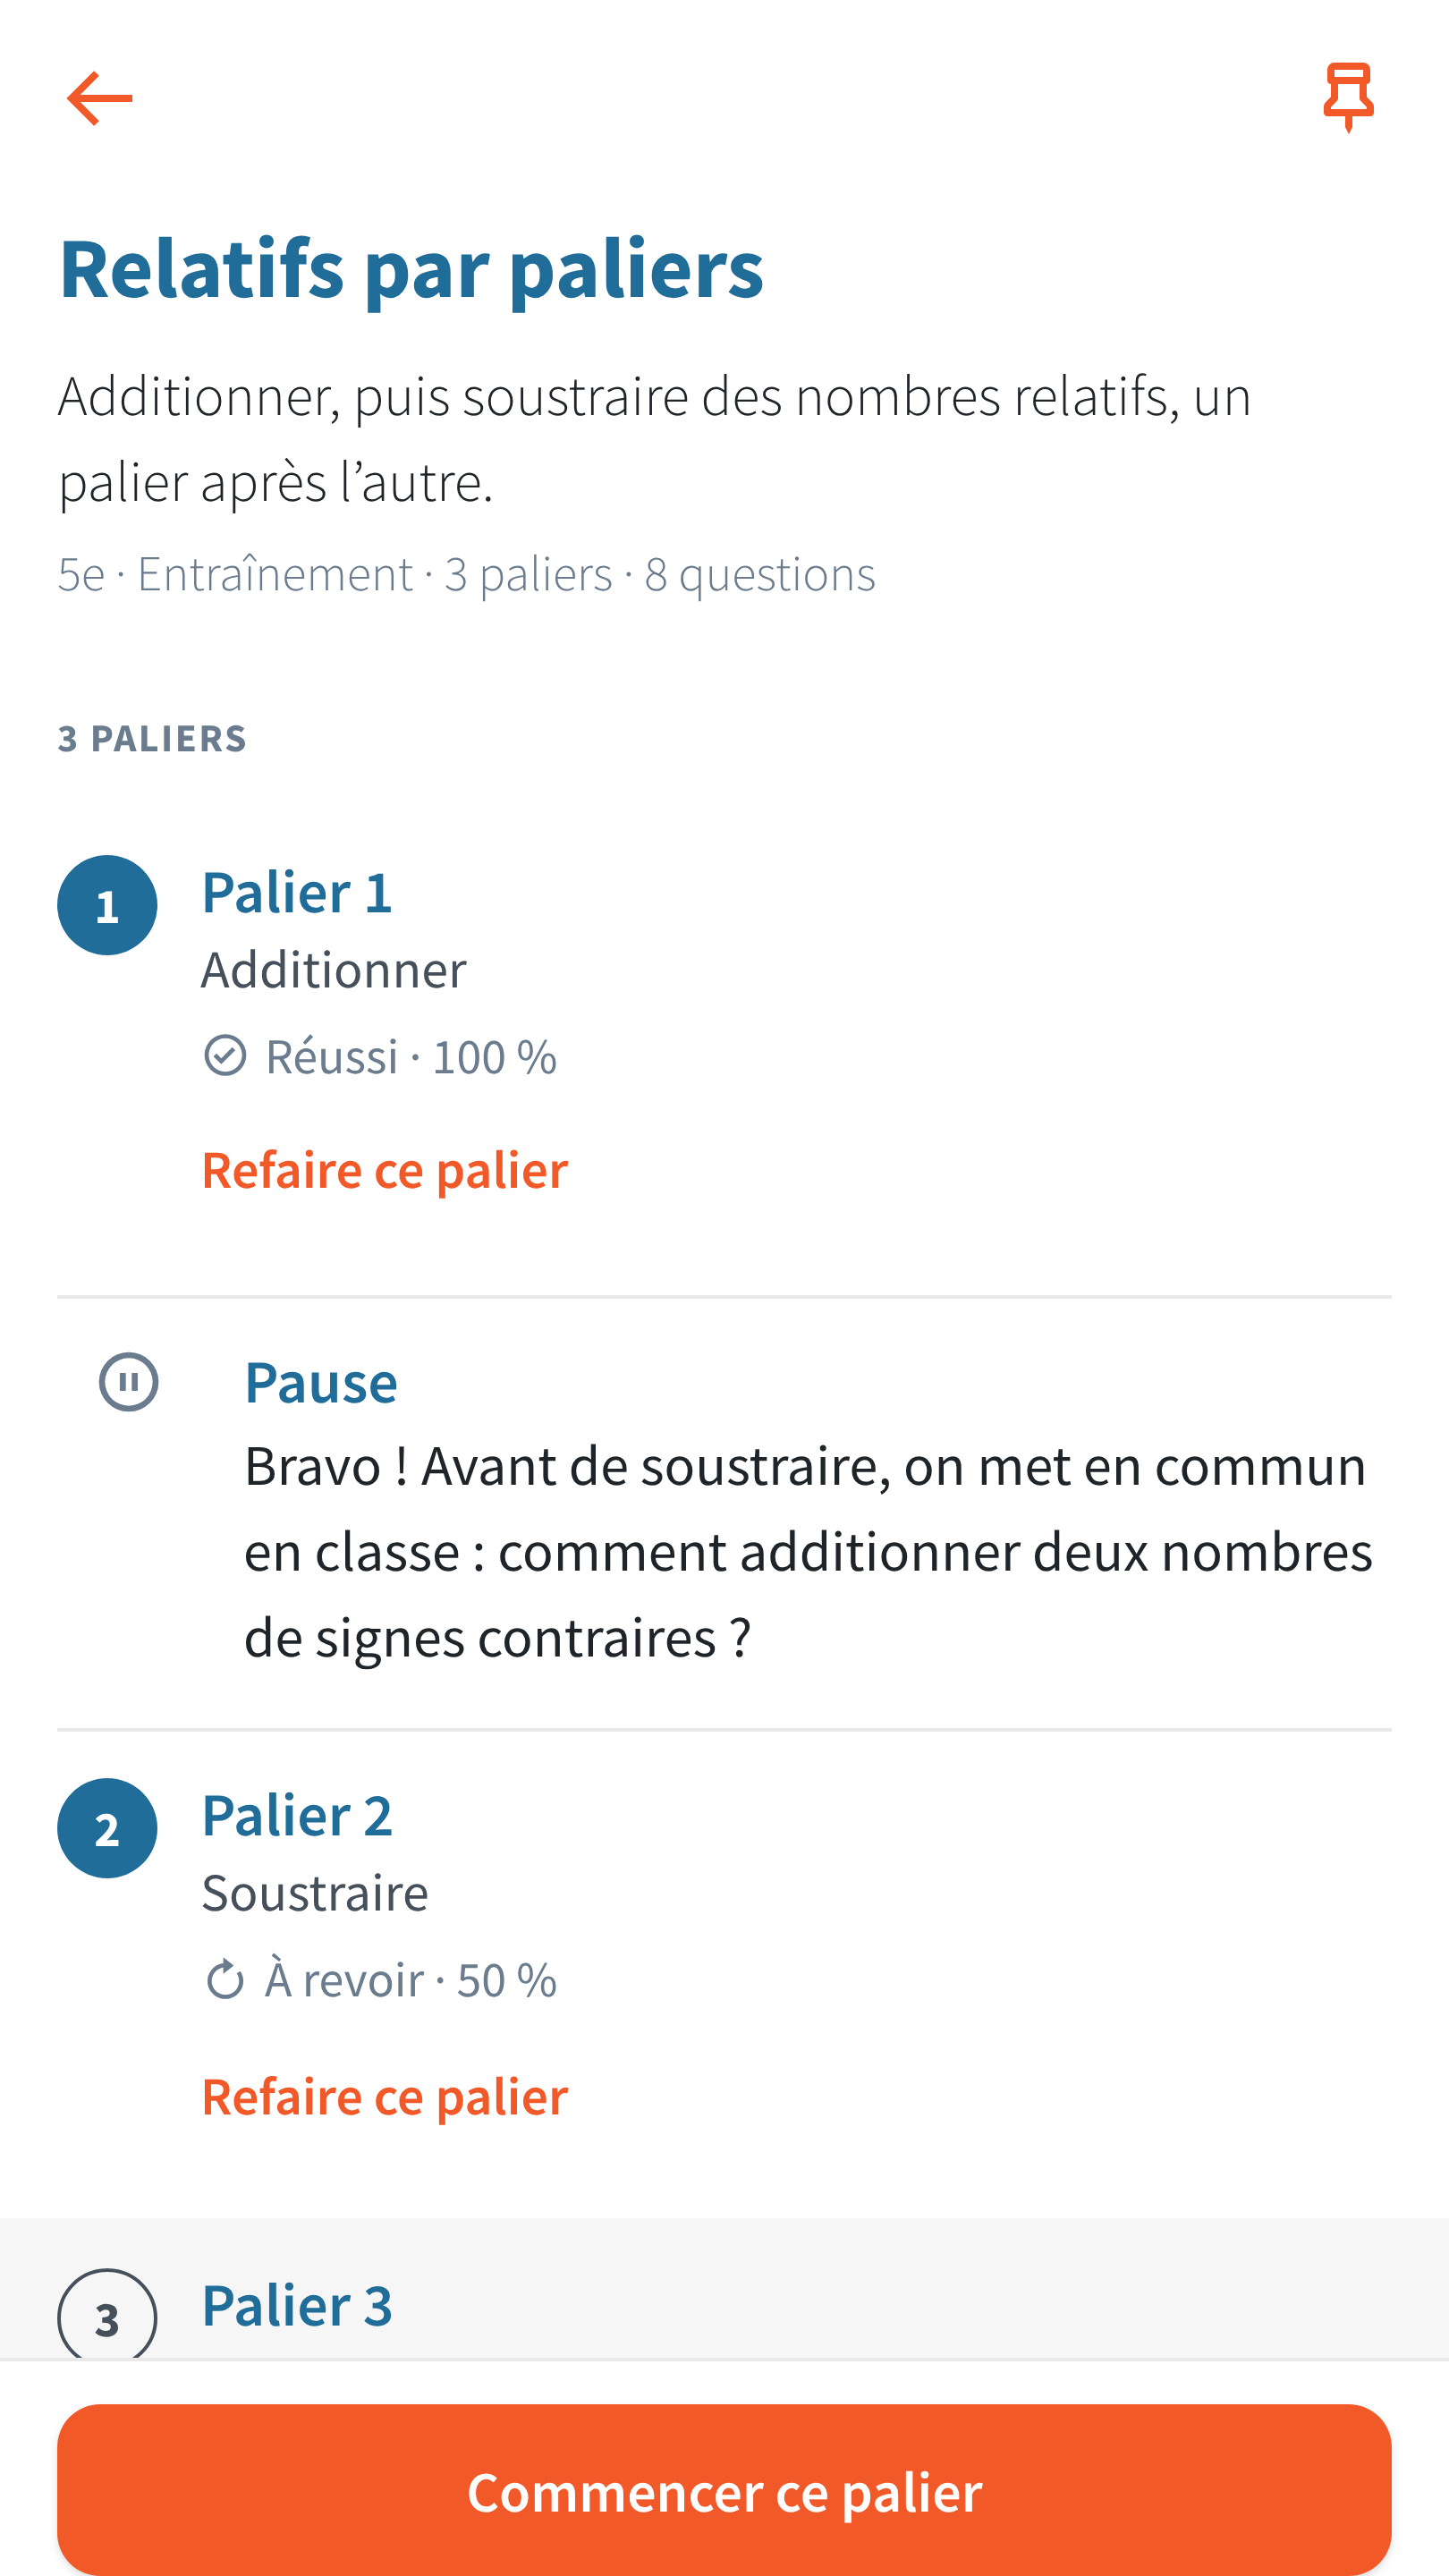 Relatifs par paliers
Additionner, puis soustraire des nombres relatifs, un
palier après l’autre.
5e · Entraînement · 3 paliers · 8 questions
3 PALIERS
1
Palier 1
Additionner
Réussi · 100 %
Refaire ce palier
Pause
Bravo ! Avant de soustraire, on met en commun
en classe : comment additionner deux nombres
de signes contraires ?
2
Palier 2
Soustraire
À revoir · 50 %
Refaire ce palier
3
Palier 3
Commencer ce palier